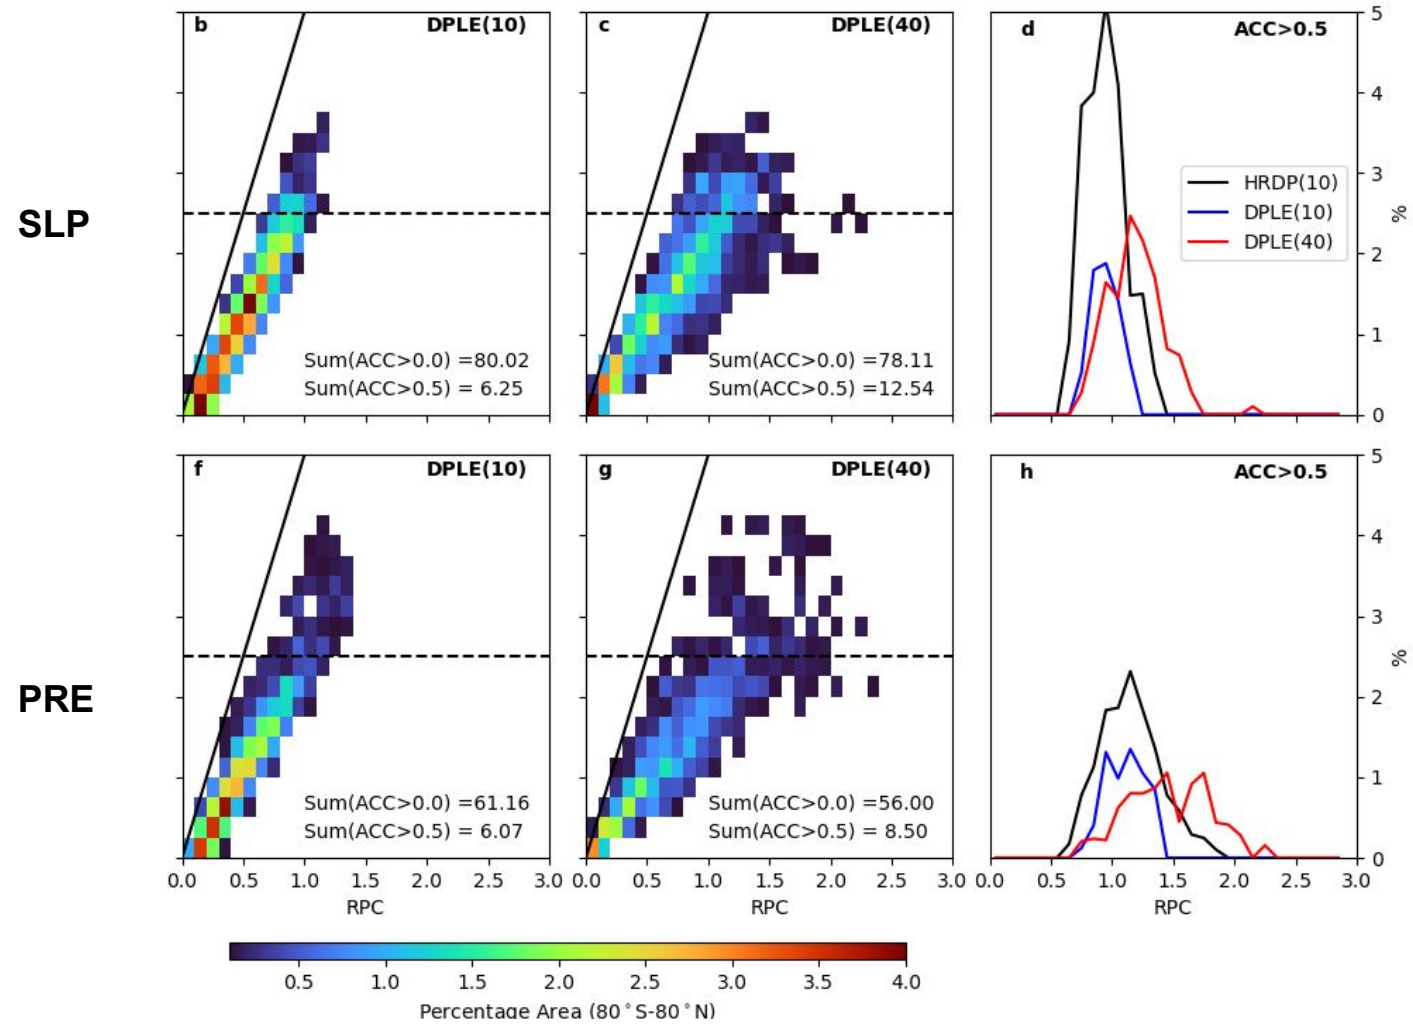 b DPLE(10)
c DPLE(40)
d ACC>0.5
5
4
3
2
1
0
%
HRDP(10)
DPLE(10)
DPLE(40)
SLP
Sum(ACC>0.0) =80.02
Sum(ACC>0.5) = 6.25
Sum(ACC>0.0) =78.11
Sum(ACC>0.5) =12.54
f DPLE(10)
g DPLE(40)
h ACC>0.5
5
4
3
2
1
0
%
PRE
Sum(ACC>0.0) =61.16
Sum(ACC>0.5) = 6.07
Sum(ACC>0.0) =56.00
Sum(ACC>0.5) = 8.50
0.0 0.5 1.0 1.5 2.0 2.5 3.0
RPC
0.0 0.5 1.0 1.5 2.0 2.5 3.0
RPC
0.0 0.5 1.0 1.5 2.0 2.5 3.0
RPC
0.5 1.0 1.5 2.0 2.5 3.0 3.5 4.0
Percentage Area (80°S-80°N)